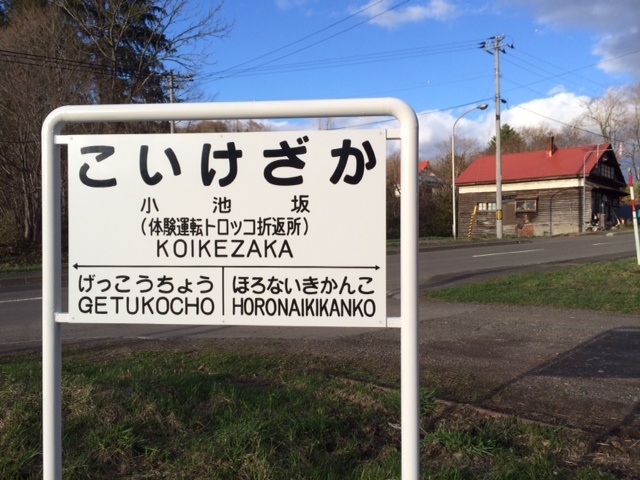 こいけざか
小池坂
(体験運転トロッコ折返所)
KOIKEZAKA
げっこうちょう ほろないきかんこ
GETUKOCHO HORONAIKIKANKO